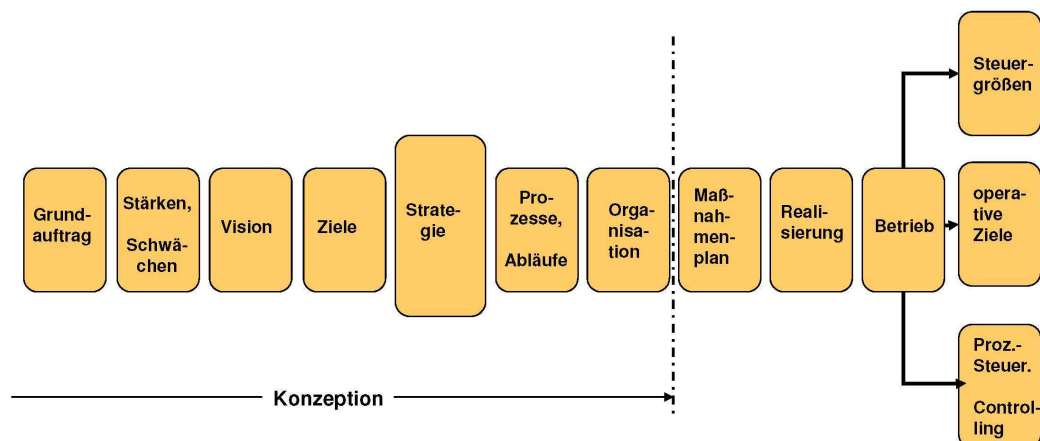 Grund-
auftrag
Stärken,
Schwä-
chen
Vision
Ziele
Strate-
gie
Pro-
zesse,
Abläufe
Orga-
nisa-
tion
Maß-
nahm-
men-
plan
Reali-
sierung
Betrieb
Steuer-
größen
opera-
tive
Ziele
Proz.-
Steuer.
Control-
ling
Konzeption